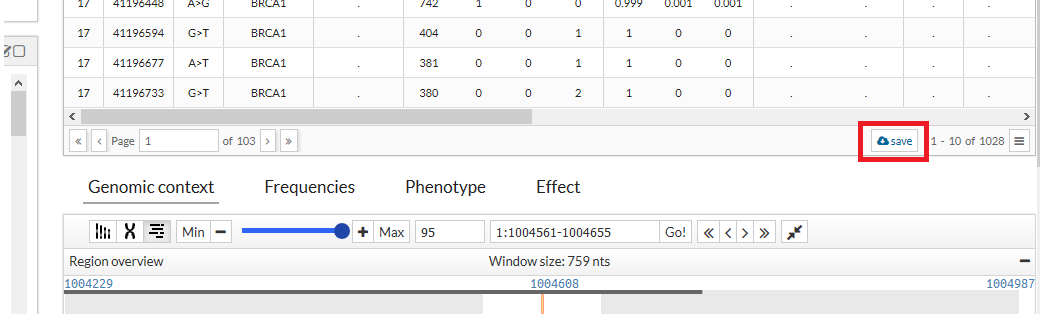 17 41196448 A>G BRCA1 . 742 1 0 0 0.999 0.001 0.001 . . . . .
17 41196594 G>T BRCA1 . 404 0 0 1 1 0 0 . . . . .
17 41196677 A>T BRCA1 . 381 0 0 1 1 0 0 . . . . .
17 41196733 G>T BRCA1 . 380 0 0 2 1 0 0 . . . . .
« ‹ Page 1 of 103 › » save 1 - 10 of 1028
Genomic context Frequencies Phenotype Effect
Min Max 95 1:1004561-1004655 Go!
Region overview Window size: 759 nts
1004229 1004608 1004987